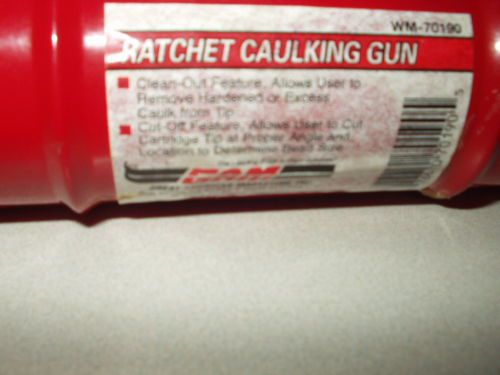 WM-70190
RATCHET CAULKING GUN
Clean-Out Feature, Allows User to
Remove Hardened or Excess
Caulk from Tip
Cut-Off Feature, Allows User to Cut
Cartridge Tip at Proper Angle And
Location to Determine Bead Size
GAM